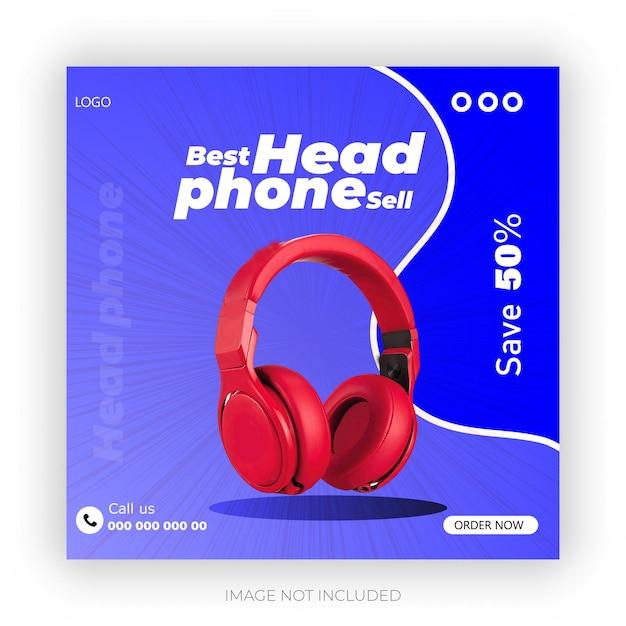 LOGO
Best Head
phone Sell
Head phone
Save 50%
Call us
000 000 000 00
ORDER NOW
IMAGE NOT INCLUDED